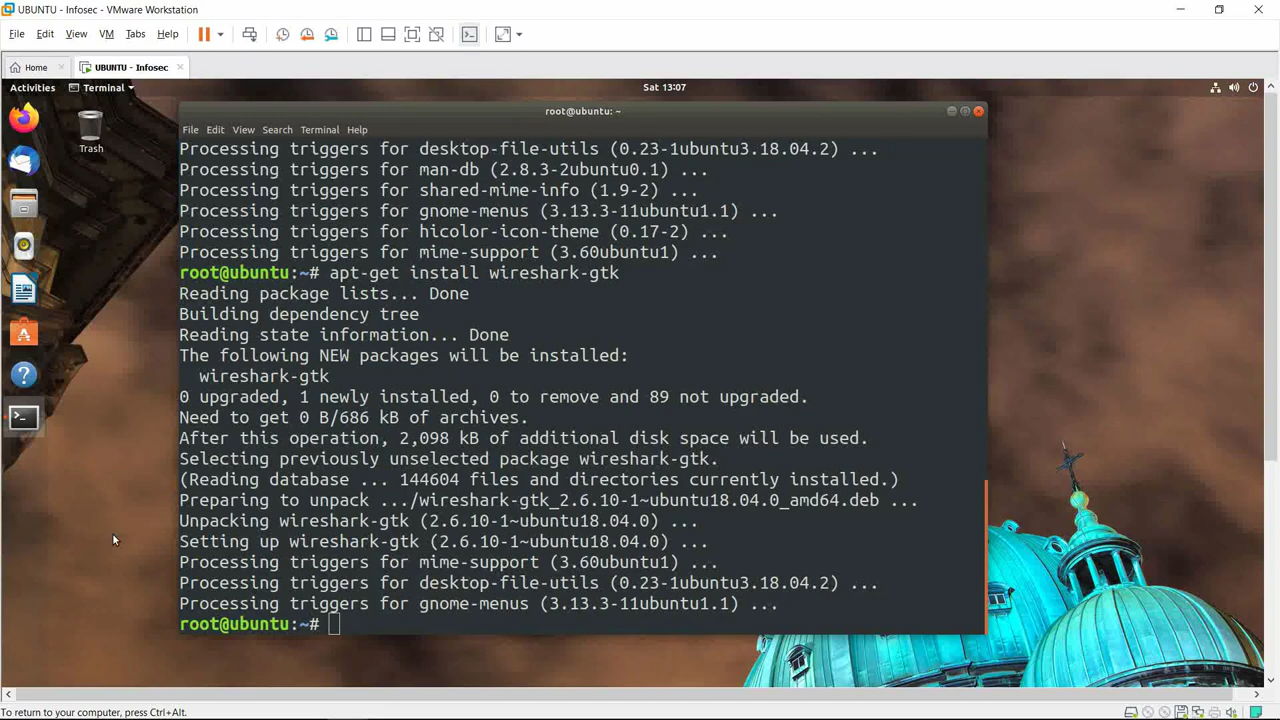 UBUNTU - Infosec - VMware Workstation
File Edit View VM Tabs Help
Home
UBUNTU - Infosec
Activities
Terminal
Sat 13:07
Trash
root@ubuntu: ~
File Edit View Search Terminal Help
Processing triggers for desktop-file-utils (0.23-1ubuntu3.18.04.2) ...
Processing triggers for man-db (2.8.3-2ubuntu0.1) ...
Processing triggers for shared-mime-info (1.9-2) ...
Processing triggers for gnome-menus (3.13.3-11ubuntu1.1) ...
Processing triggers for hicolor-icon-theme (0.17-2) ...
Processing triggers for mime-support (3.60ubuntu1) ...
root@ubuntu:~# apt-get install wireshark-gtk
Reading package lists... Done
Building dependency tree
Reading state information... Done
The following NEW packages will be installed:
wireshark-gtk
0 upgraded, 1 newly installed, 0 to remove and 89 not upgraded.
Need to get 0 B/686 kB of archives.
After this operation, 2,098 kB of additional disk space will be used.
Selecting previously unselected package wireshark-gtk.
(Reading database ... 144604 files and directories currently installed.)
Preparing to unpack .../wireshark-gtk_2.6.10-1~ubuntu18.04.0_amd64.deb ...
Unpacking wireshark-gtk (2.6.10-1~ubuntu18.04.0) ...
Setting up wireshark-gtk (2.6.10-1~ubuntu18.04.0) ...
Processing triggers for mime-support (3.60ubuntu1) ...
Processing triggers for desktop-file-utils (0.23-1ubuntu3.18.04.2) ...
Processing triggers for gnome-menus (3.13.3-11ubuntu1.1) ...
root@ubuntu:~#
To return to your computer, press Ctrl+Alt.